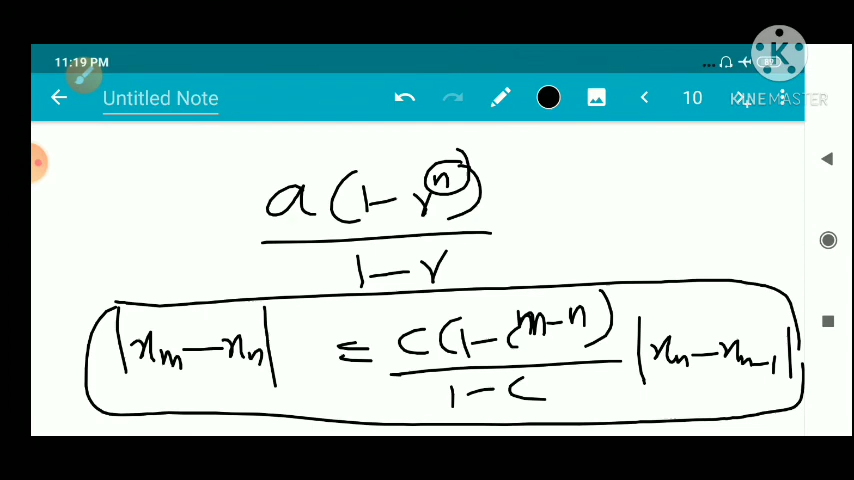 11:19 PM
K
KINEMASTER
Untitled Note
10
a(1-r^n)
1-r
|x_m-x_n| ≤ c(1-c^{m-n}) |x_n-x_{n-1}|
1-c